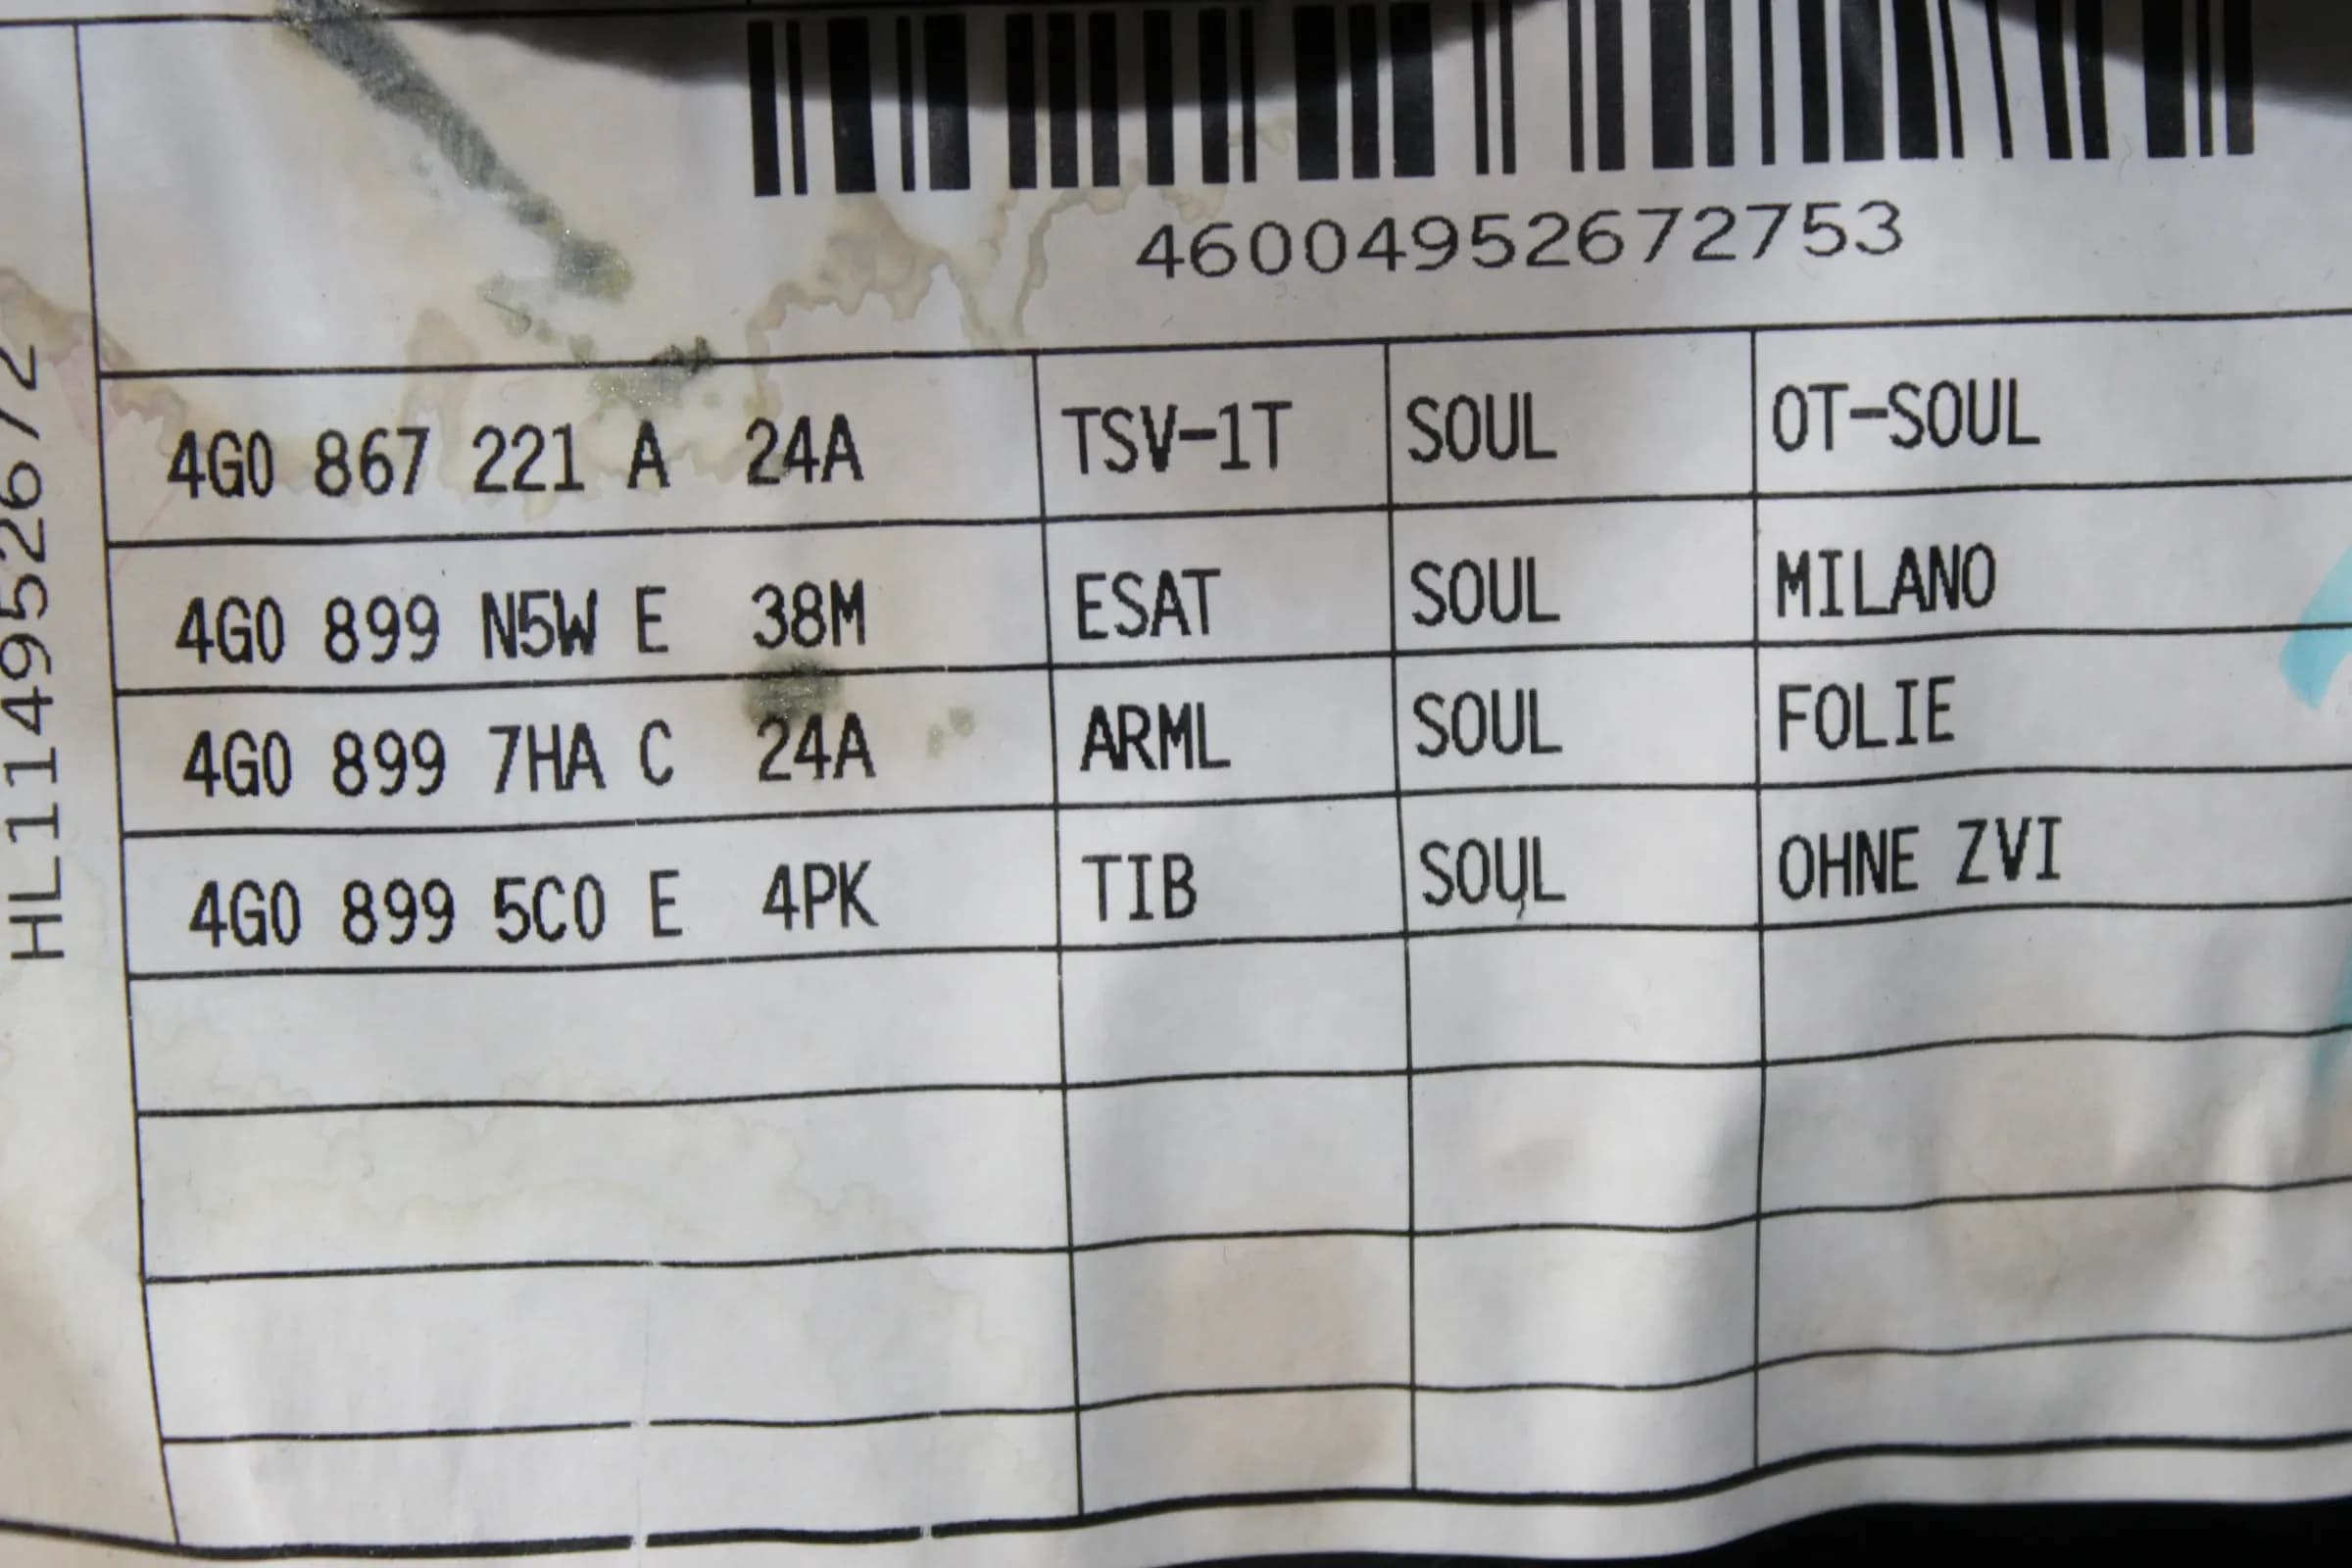 46004952672753
HL114952672
4G0 867 221 A 24A TSV-1T SOUL OT-SOUL
4G0 899 N5W E 38M ESAT SOUL MILANO
4G0 899 7HA C 24A ARML SOUL FOLIE
4G0 899 5C0 E 4PK TIB SOUL OHNE ZVI